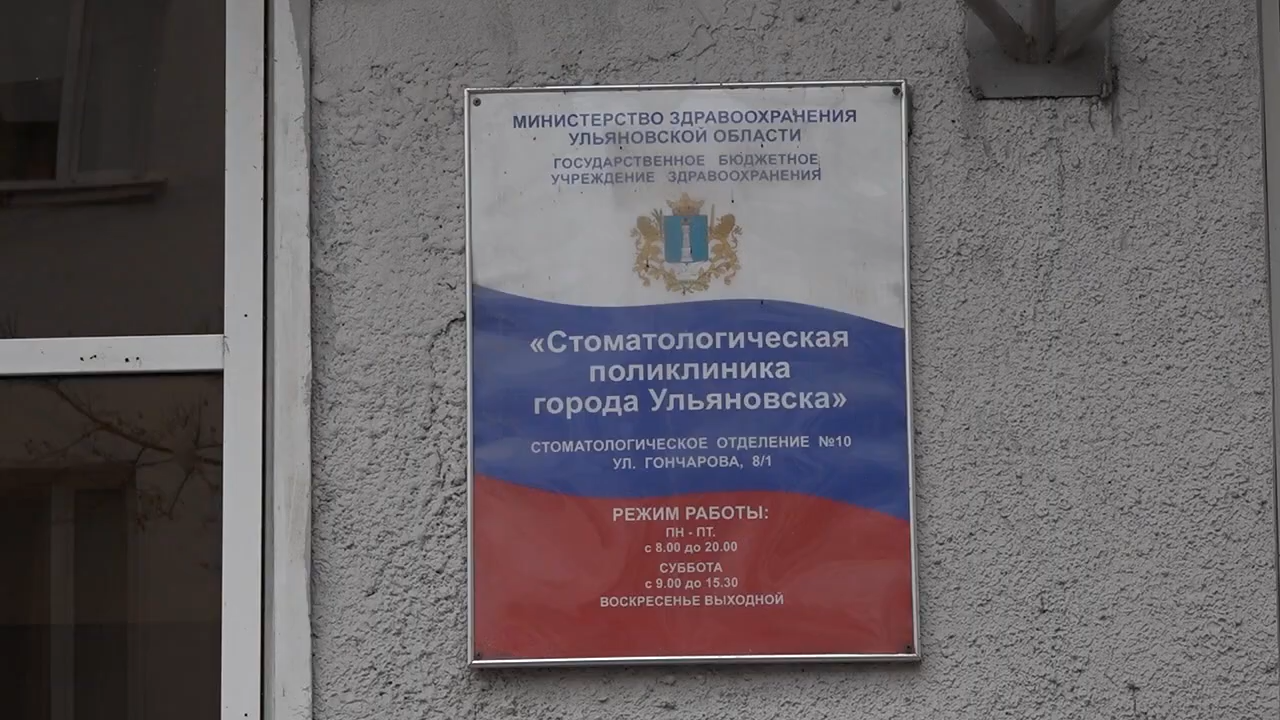 МИНИСТЕРСТВО ЗДРАВООХРАНЕНИЯ
УЛЬЯНОВСКОЙ ОБЛАСТИ
ГОСУДАРСТВЕННОЕ БЮДЖЕТНОЕ
УЧРЕЖДЕНИЕ ЗДРАВООХРАНЕНИЯ
«Стоматологическая
поликлиника
города Ульяновска»
СТОМАТОЛОГИЧЕСКОЕ ОТДЕЛЕНИЕ №10
УЛ. ГОНЧАРОВА, 8/1
РЕЖИМ РАБОТЫ:
ПН - ПТ.
с 8.00 до 20.00
СУББОТА
с 9.00 до 15.30
ВОСКРЕСЕНЬЕ ВЫХОДНОЙ